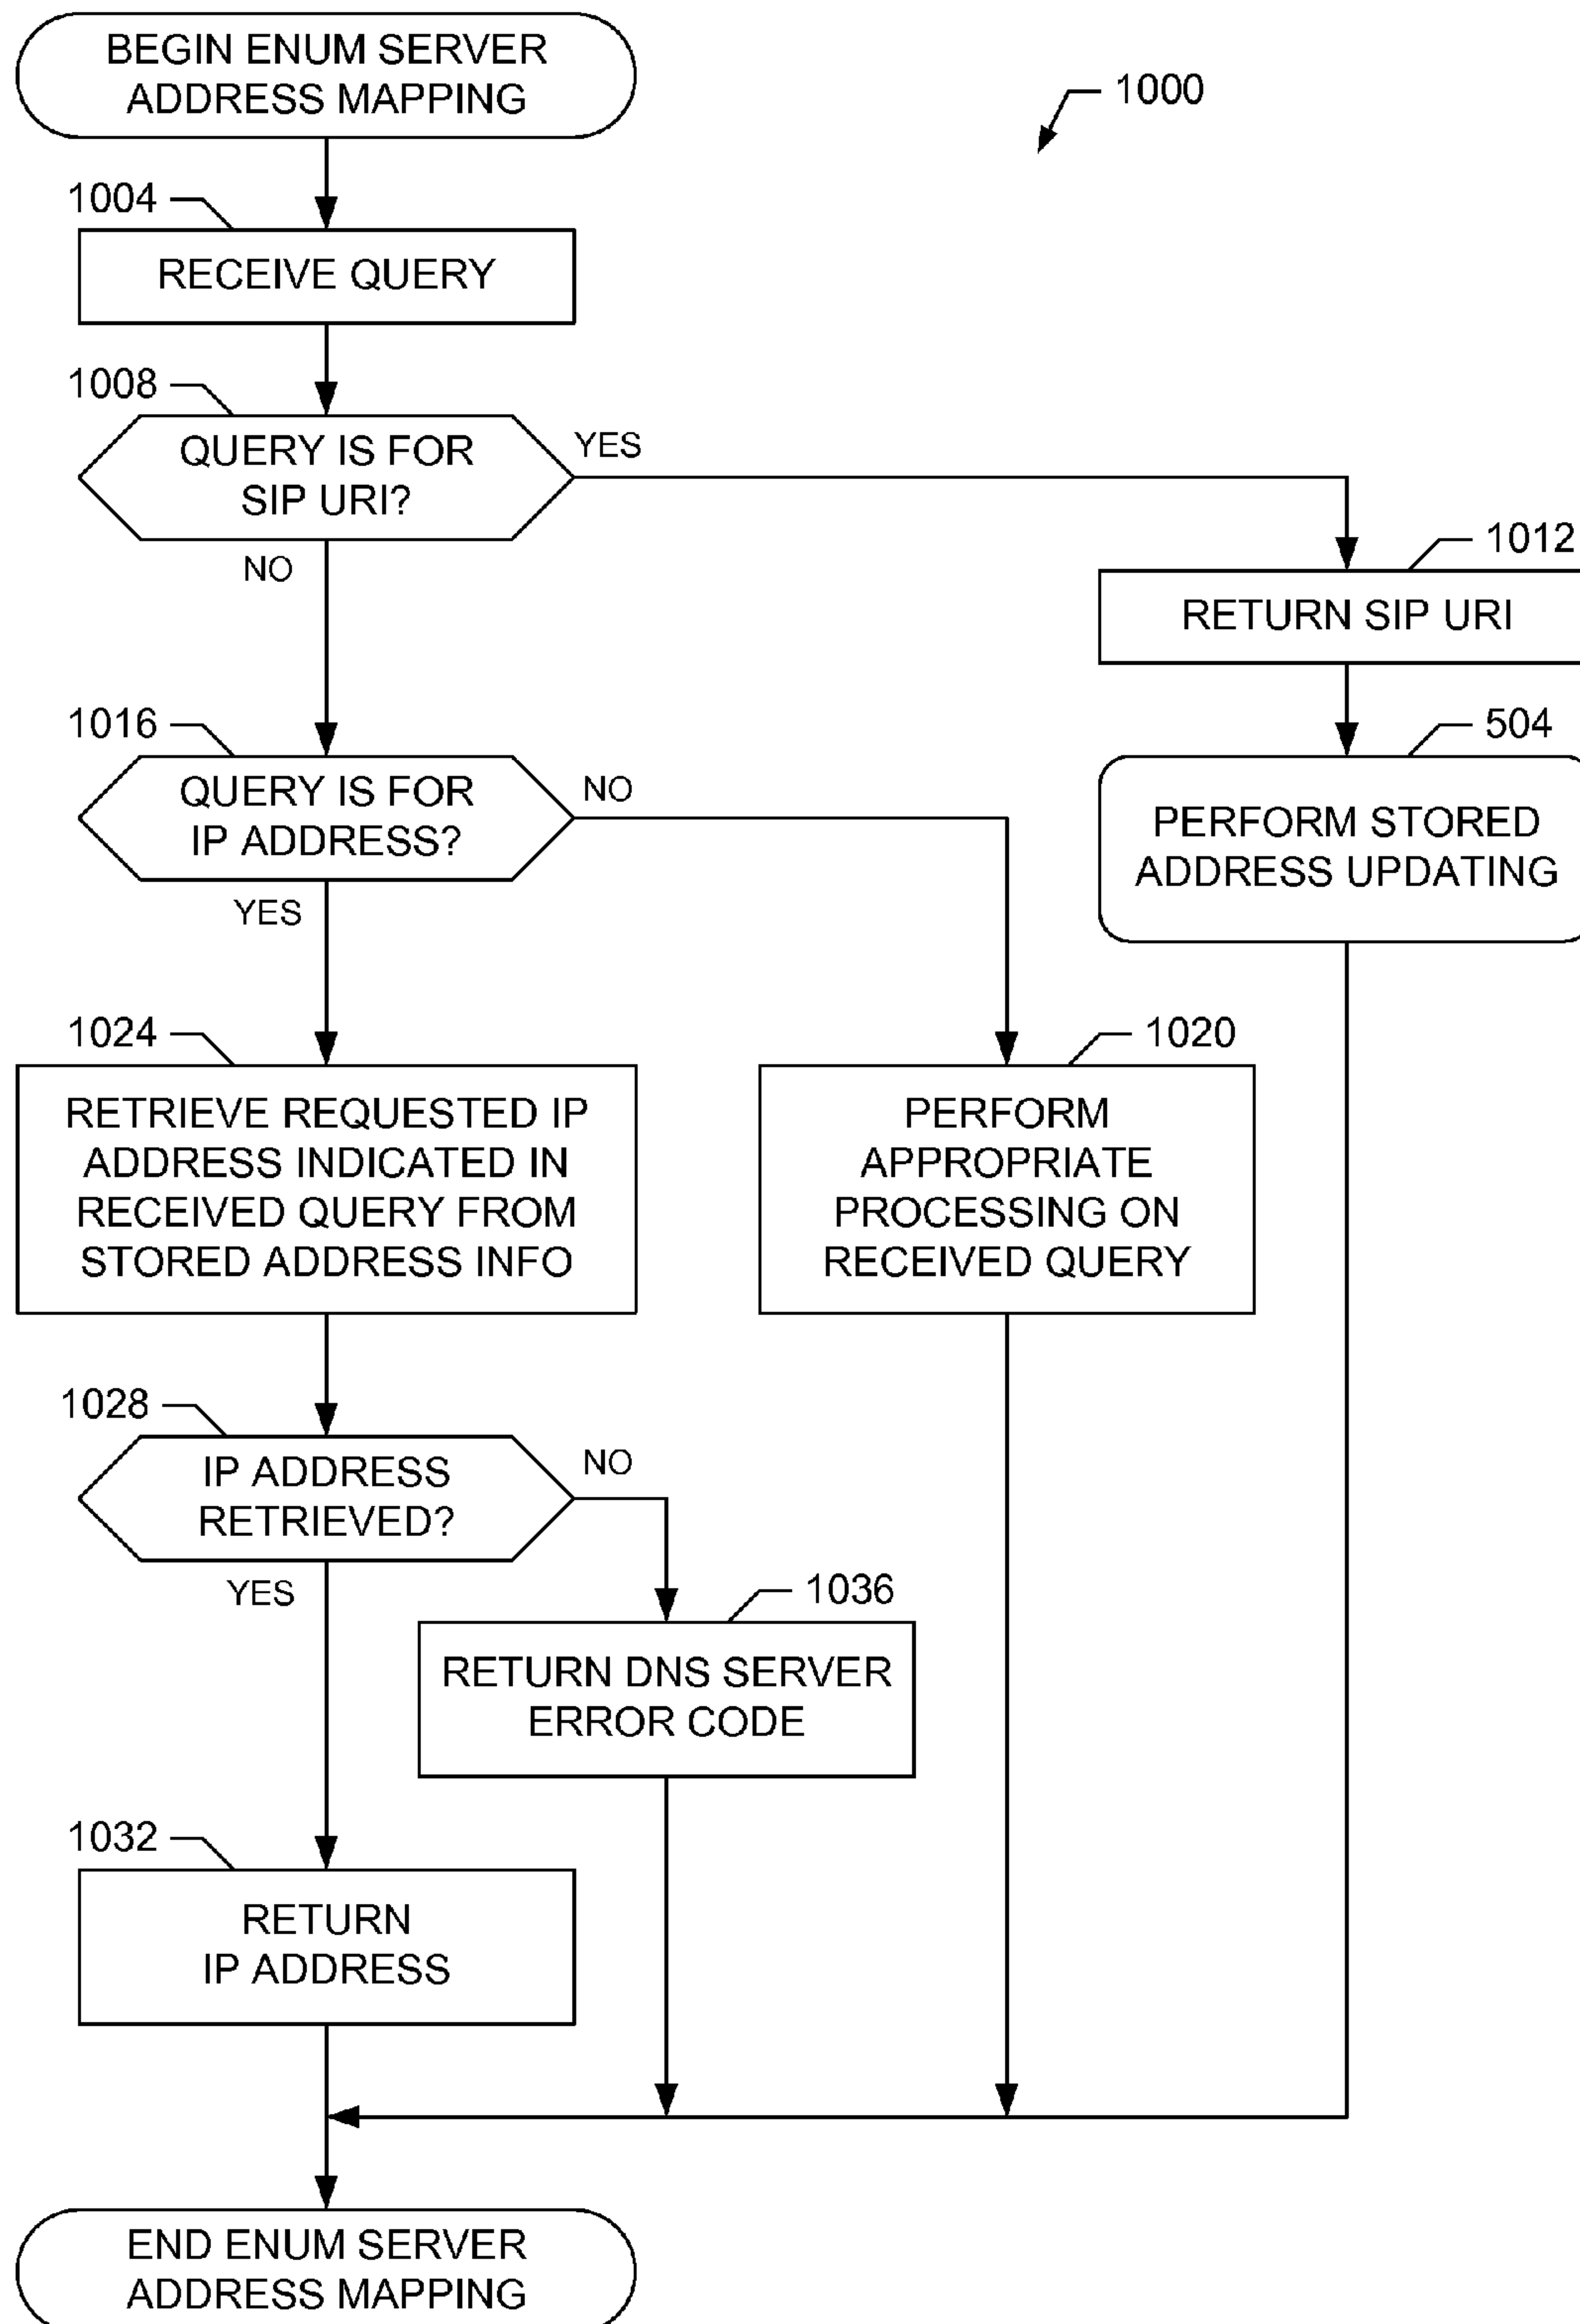 BEGIN ENUM SERVER
ADDRESS MAPPING
1000
1004
RECEIVE QUERY
1008
QUERY IS FOR
SIP URI?
YES
NO
1012
RETURN SIP URI
504
PERFORM STORED
ADDRESS UPDATING
1016
QUERY IS FOR
IP ADDRESS?
NO
YES
1024
RETRIEVE REQUESTED IP
ADDRESS INDICATED IN
RECEIVED QUERY FROM
STORED ADDRESS INFO
1020
PERFORM
APPROPRIATE
PROCESSING ON
RECEIVED QUERY
1028
IP ADDRESS
RETRIEVED?
NO
YES
1036
RETURN DNS SERVER
ERROR CODE
1032
RETURN
IP ADDRESS
END ENUM SERVER
ADDRESS MAPPING